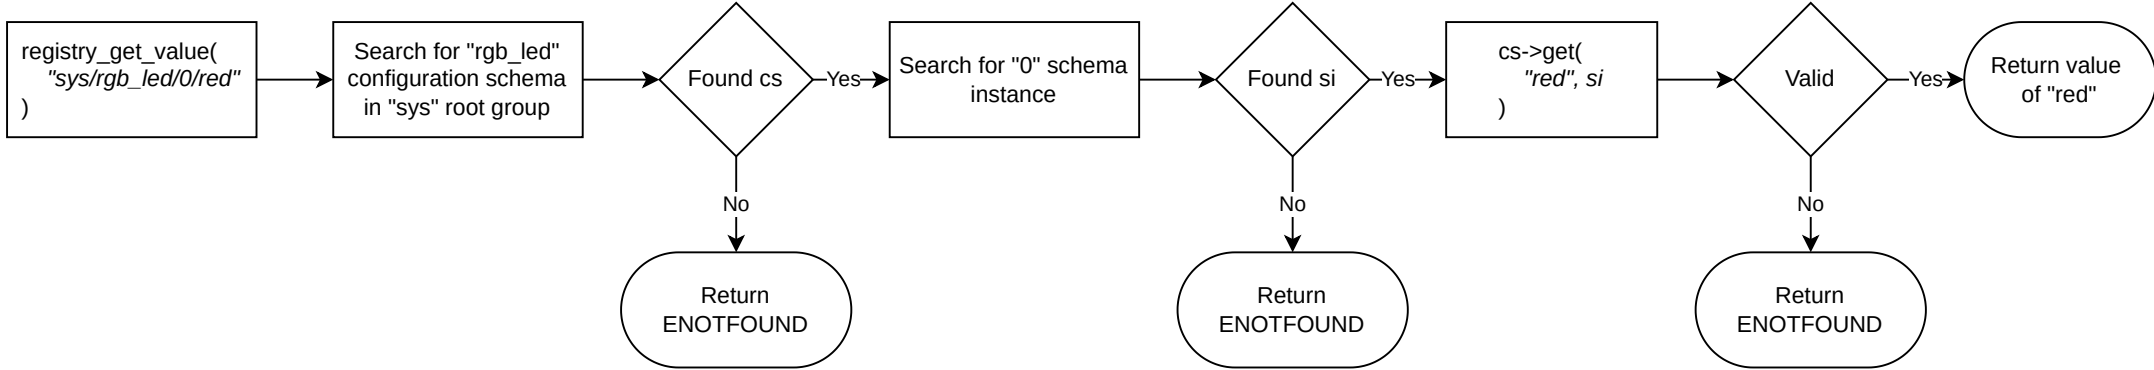 registry_get_value(
"sys/rgb_led/0/red"
)
Search for "rgb_led"
configuration schema
in "sys" root group
Found cs
Yes
No
Return
ENOTFOUND
Search for "0" schema
instance
Found si
Yes
No
Return
ENOTFOUND
cs->get(
"red", si
)
Valid
Yes
No
Return
ENOTFOUND
Return value
of "red"